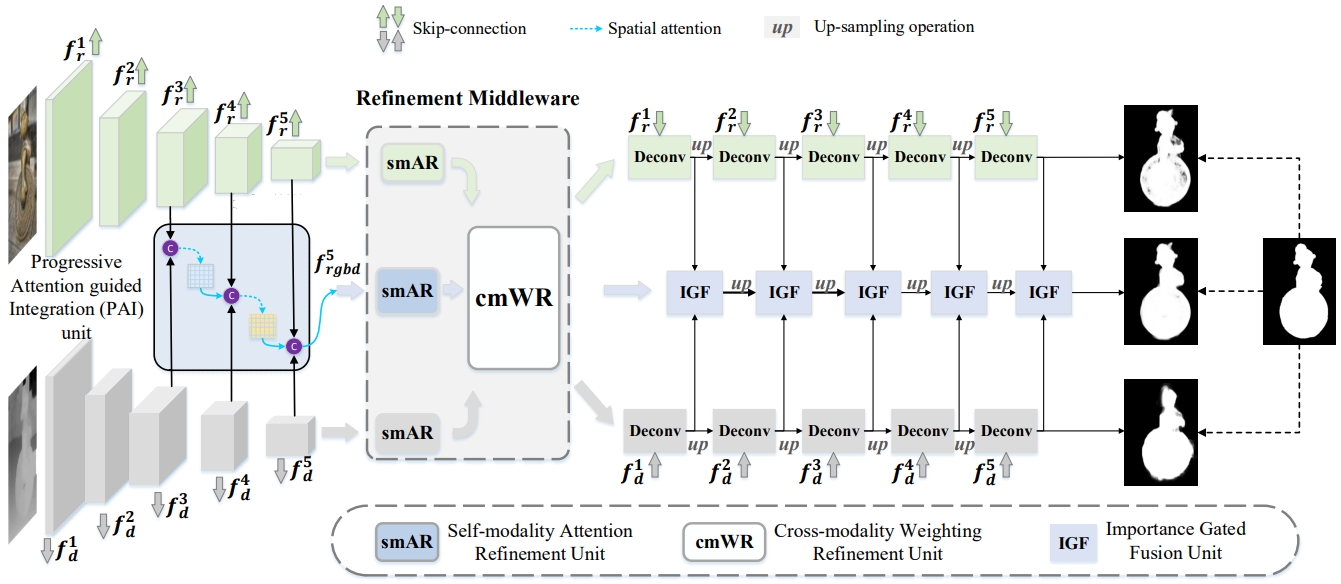 Skip-connection
Spatial attention
up
Up-sampling operation
f_r^1
f_r^2
f_r^3
f_r^4
f_r^5
Refinement Middleware
smAR
smAR
smAR
cmWR
f_rgbd^5
C
C
C
Progressive
Attention guided
Integration (PAI)
unit
f_d^1
f_d^2
f_d^3
f_d^4
f_d^5
f_r^1
f_r^2
f_r^3
f_r^4
f_r^5
Deconv up Deconv up Deconv up Deconv up Deconv
IGF up IGF up IGF up IGF up IGF
Deconv up Deconv up Deconv up Deconv up Deconv
f_d^1
f_d^2
f_d^3
f_d^4
f_d^5
smAR
Self-modality Attention
Refinement Unit
cmWR
Cross-modality Weighting
Refinement Unit
IGF
Importance Gated
Fusion Unit